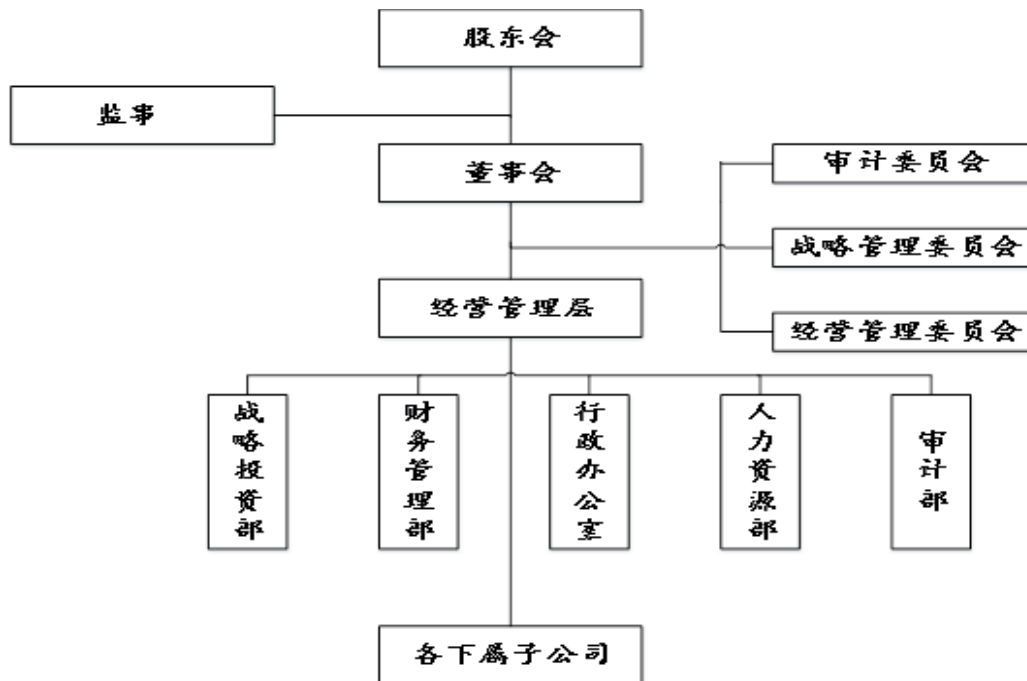 股东会
监事
董事会
审计委员会
战略管理委员会
经营管理层
经营管理委员会
战略投资部
财务管理部
行政办公室
人力资源部
审计部
各下属子公司